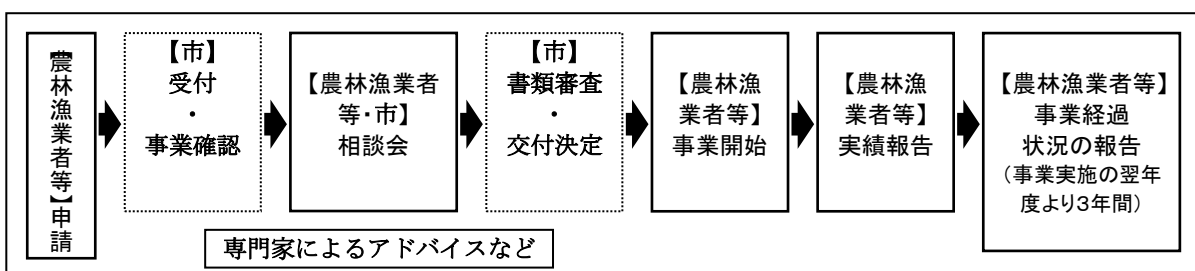 【農林漁業者等】申請
【市】
受付
・
事業確認
【農林漁業者
等・市】
相談会
【市】
書類審査
・
交付決定
【農林漁
業者等】
事業開始
【農林漁
業者等】
実績報告
【農林漁業者等】
事業経過
状況の報告
（事業実施の翌年
度より3年間）
専門家によるアドバイスなど